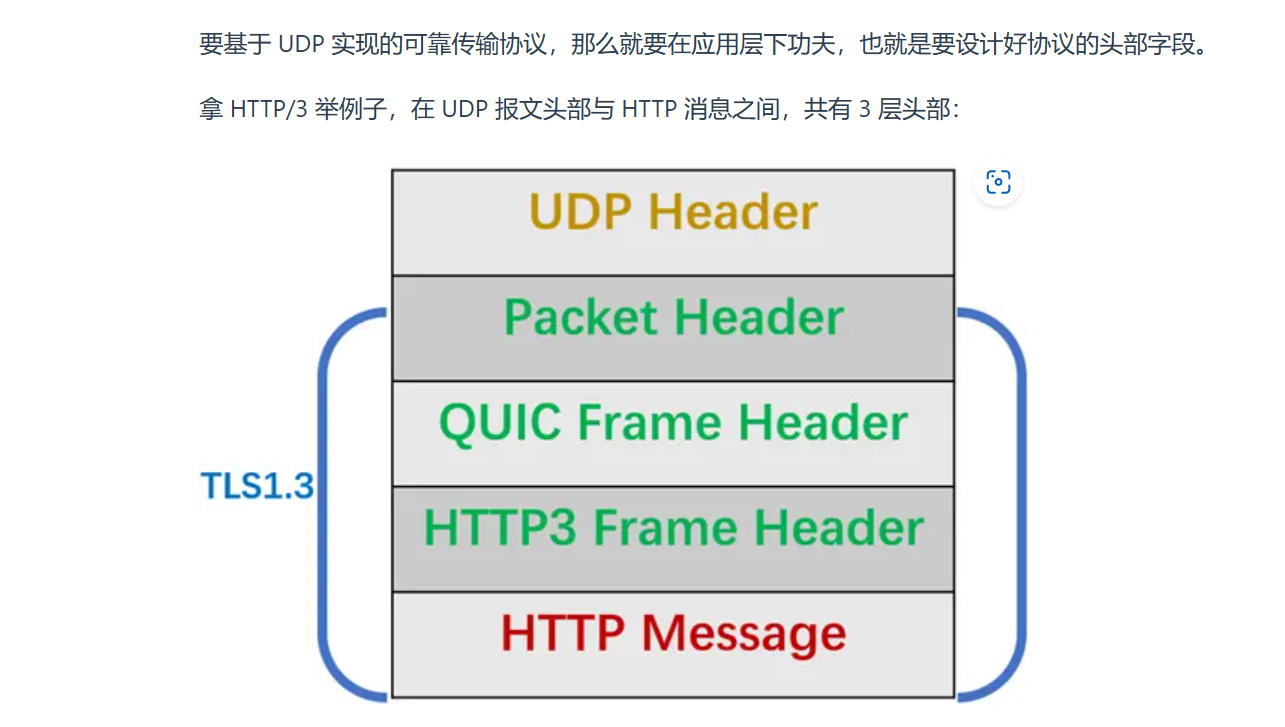 要基于 UDP 实现的可靠传输协议，那么就要在应用层下功夫，也就是要设计好协议的头部字段。
拿 HTTP/3 举例子，在 UDP 报文头部与 HTTP 消息之间，共有 3 层头部：
UDP Header
Packet Header
QUIC Frame Header
TLS1.3
HTTP3 Frame Header
HTTP Message